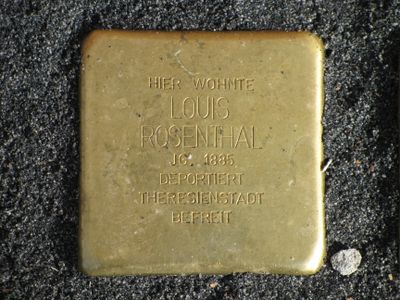 HIER WOHNTE
LOUIS
ROSENTHAL
JG. 1885
DEPORTIERT
THERESIENSTADT
BEFREIT